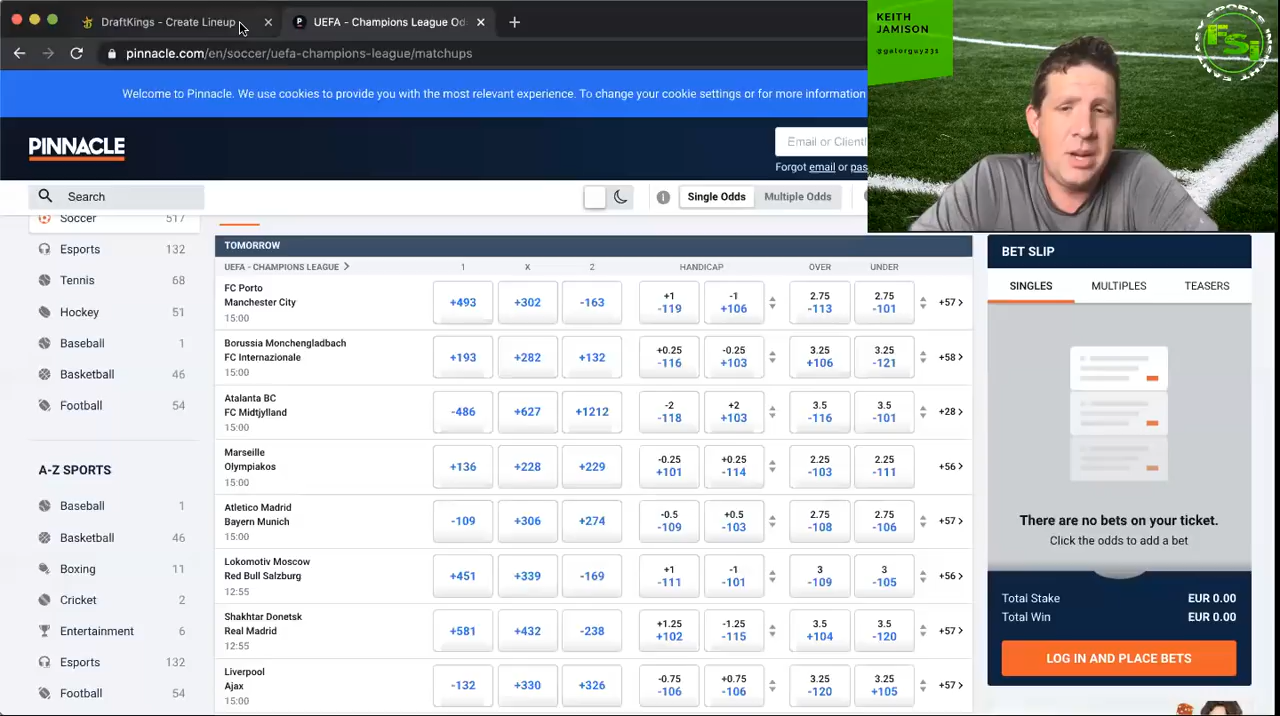 DraftKings - Create Lineup
UEFA - Champions League Od
pinnacle.com/en/soccer/uefa-champions-league/matchups
KEITH
JAMISON
@gatorguy231
FSI
Welcome to Pinnacle. We use cookies to provide you with the most relevant experience. To change your cookie settings or for more information
PINNACLE
Email or Client
Forgot email or pas
Search
Single Odds
Multiple Odds
Soccer 517
Esports 132
Tennis 68
Hockey 51
Baseball 1
Basketball 46
Football 54
A-Z SPORTS
Baseball 1
Basketball 46
Boxing 11
Cricket 2
Entertainment 6
Esports 132
Football 54
TOMORROW
UEFA - CHAMPIONS LEAGUE 1 X 2 HANDICAP OVER UNDER
FC Porto
+1 -1 2.75 2.75
Manchester City +493 +302 -163 -119 +106 -113 -101 +57
15:00
Borussia Monchengladbach
+0.25 -0.25 3.25 3.25
FC Internazionale +193 +282 +132 -116 +103 +106 -121 +58
15:00
Atalanta BC
-2 +2 3.5 3.5
FC Midtjylland -486 +627 +1212 -118 +103 -116 -101 +28
15:00
Marseille
-0.25 +0.25 2.25 2.25
Olympiakos +136 +228 +229 +101 -114 -103 -111 +56
15:00
Atletico Madrid
-0.5 +0.5 2.75 2.75
Bayern Munich -109 +306 +274 -109 -103 -108 -106 +57
15:00
Lokomotiv Moscow
+1 -1 3 3
Red Bull Salzburg +451 +339 -169 -111 -101 -109 -105 +56
12:55
Shakhtar Donetsk
+1.25 -1.25 3.5 3.5
Real Madrid +581 +432 -238 +102 -115 +104 -120 +57
12:55
Liverpool
-0.75 +0.75 3.25 3.25
Ajax -132 +330 +326 -106 -106 -120 +105 +57
15:00
BET SLIP
SINGLES MULTIPLES TEASERS
There are no bets on your ticket.
Click the odds to add a bet
Total Stake EUR 0.00
Total Win EUR 0.00
LOG IN AND PLACE BETS